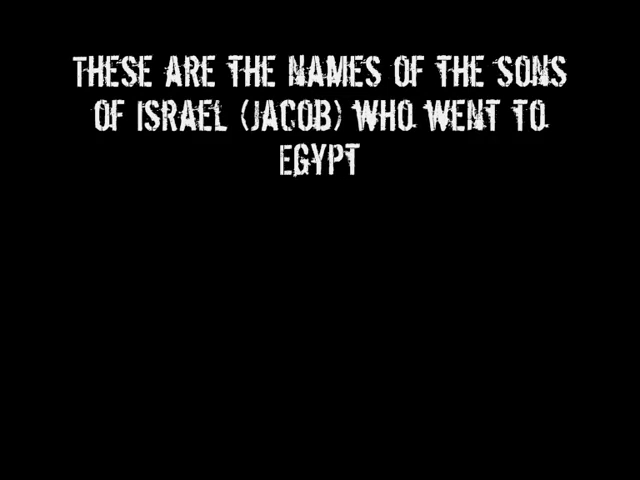 THESE ARE THE NAMES OF THE SONS
OF ISRAEL (JACOB) WHO WENT TO
EGYPT